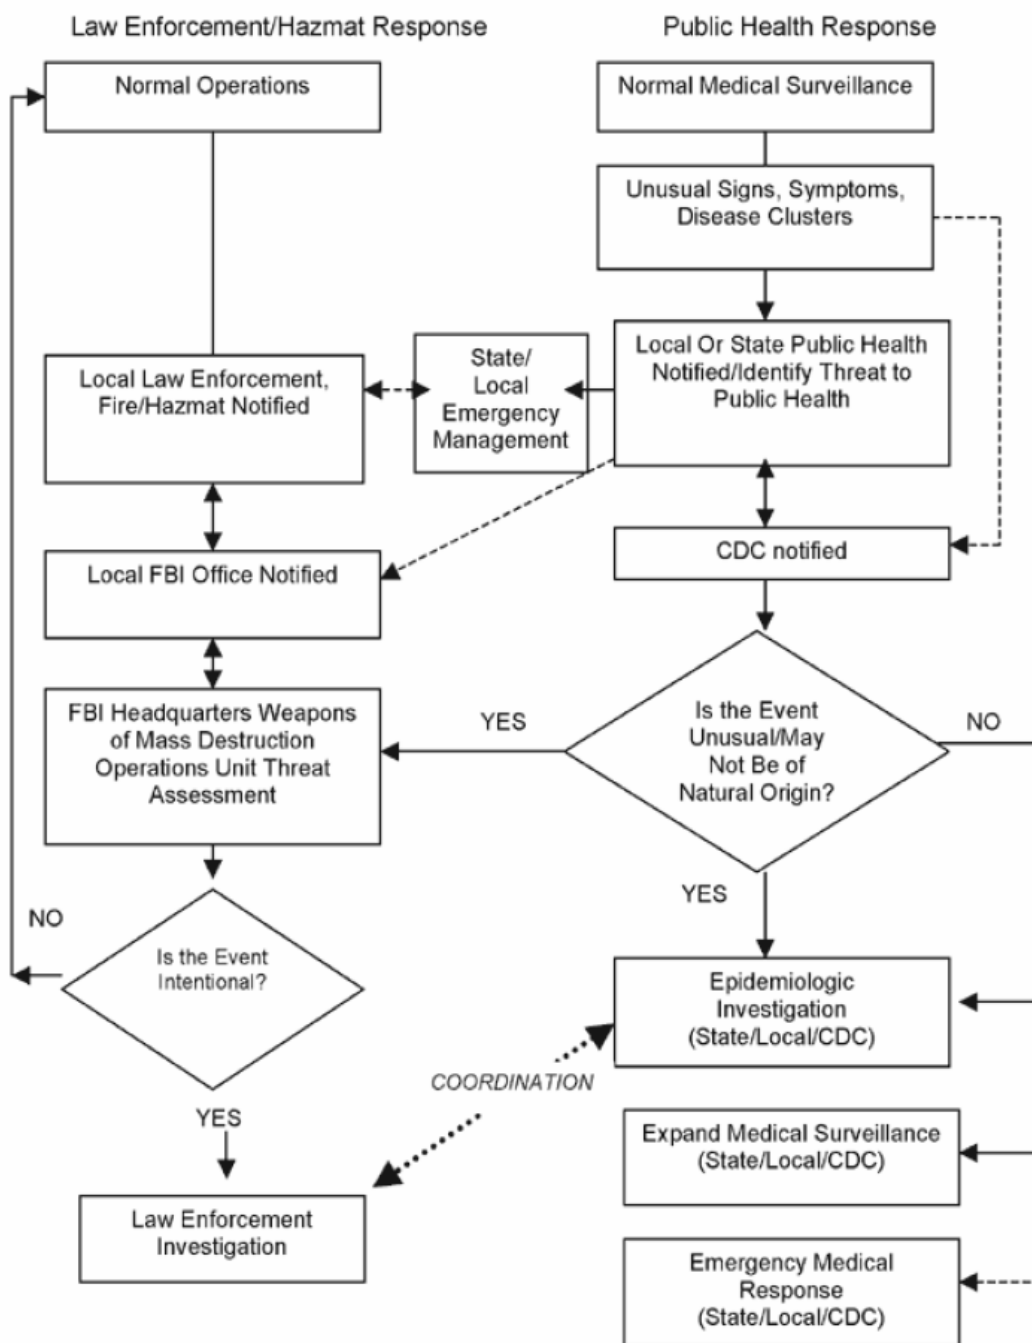 Law Enforcement/Hazmat Response
Public Health Response
Normal Operations
Normal Medical Surveillance
Unusual Signs, Symptoms,
Disease Clusters
Local Law Enforcement,
Fire/Hazmat Notified
State/
Local
Emergency
Management
Local Or State Public Health
Notified/Identify Threat to
Public Health
Local FBI Office Notified
CDC notified
FBI Headquarters Weapons
of Mass Destruction
Operations Unit Threat
Assessment
YES
Is the Event
Unusual/May
Not Be of
Natural Origin?
NO
YES
NO
Is the Event
Intentional?
Epidemiologic
Investigation
(State/Local/CDC)
COORDINATION
YES
Expand Medical Surveillance
(State/Local/CDC)
Law Enforcement
Investigation
Emergency Medical
Response
(State/Local/CDC)